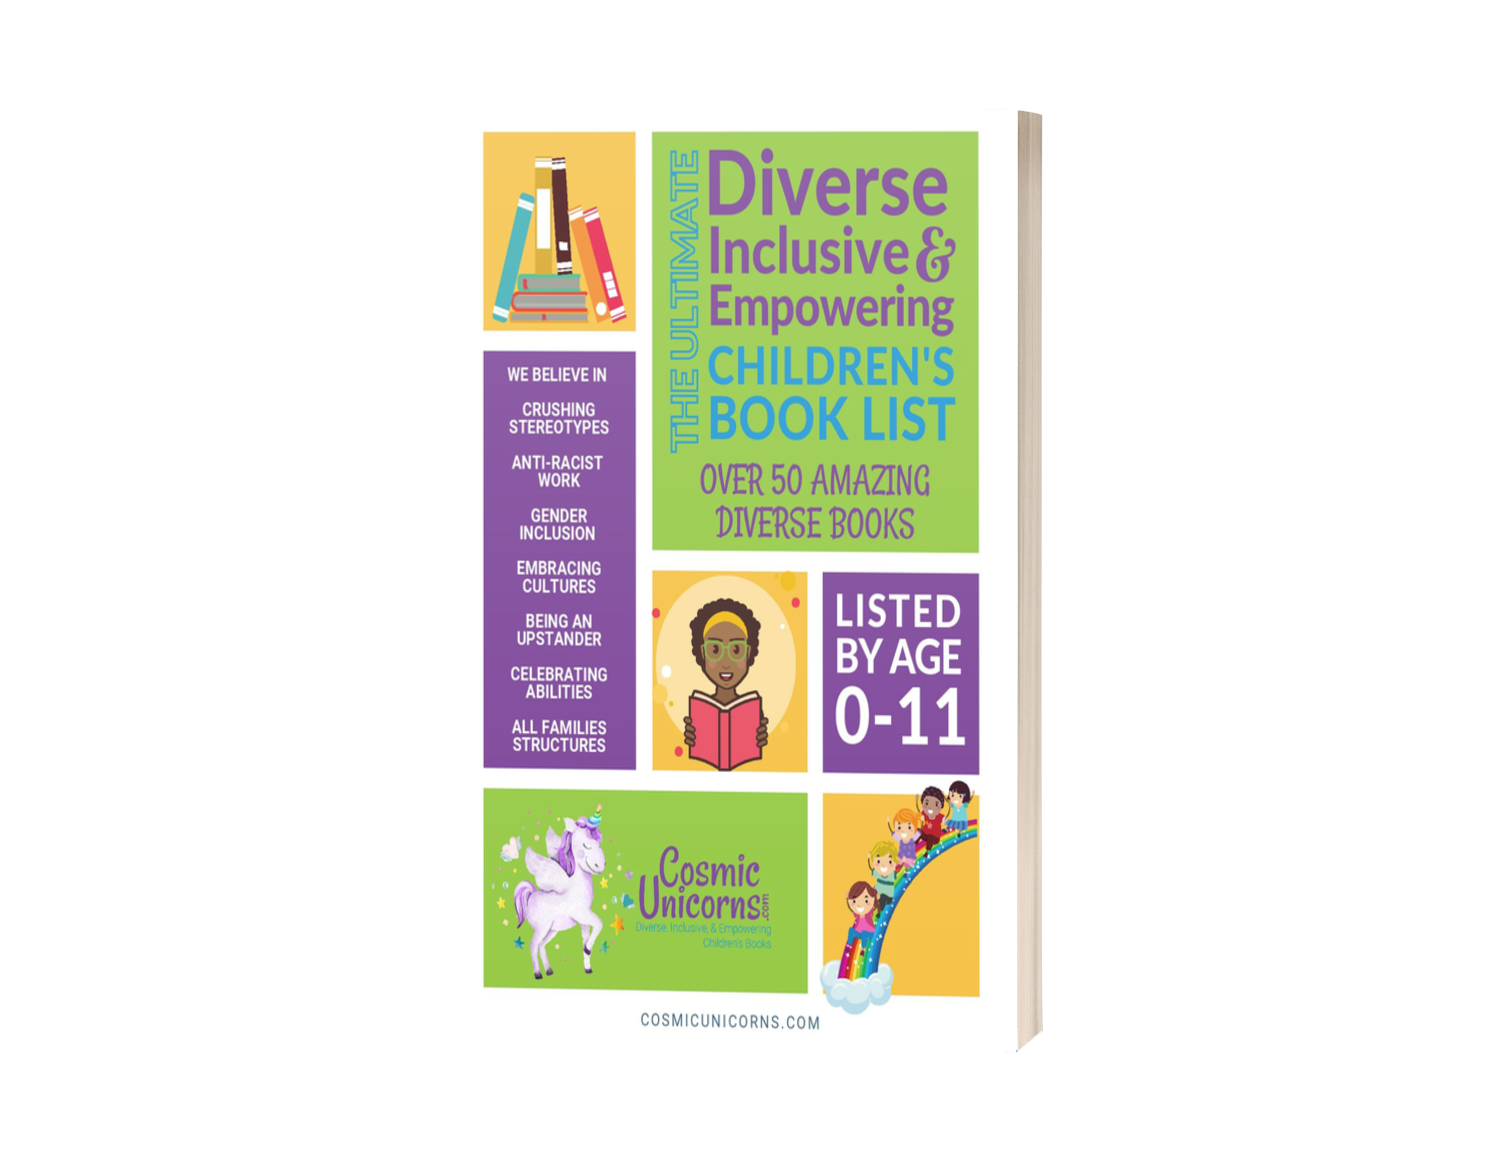 THE ULTIMATE
Diverse
Inclusive &
Empowering
CHILDREN'S
BOOK LIST
OVER 50 AMAZING
DIVERSE BOOKS
WE BELIEVE IN
CRUSHING
STEREOTYPES
ANTI-RACIST
WORK
GENDER
INCLUSION
EMBRACING
CULTURES
BEING AN
UPSTANDER
CELEBRATING
ABILITIES
ALL FAMILIES
STRUCTURES
LISTED
BY AGE
0-11
Cosmic
Unicorns.com
Diverse, Inclusive, & Empowering
Children's Books
COSMICUNICORNS.COM